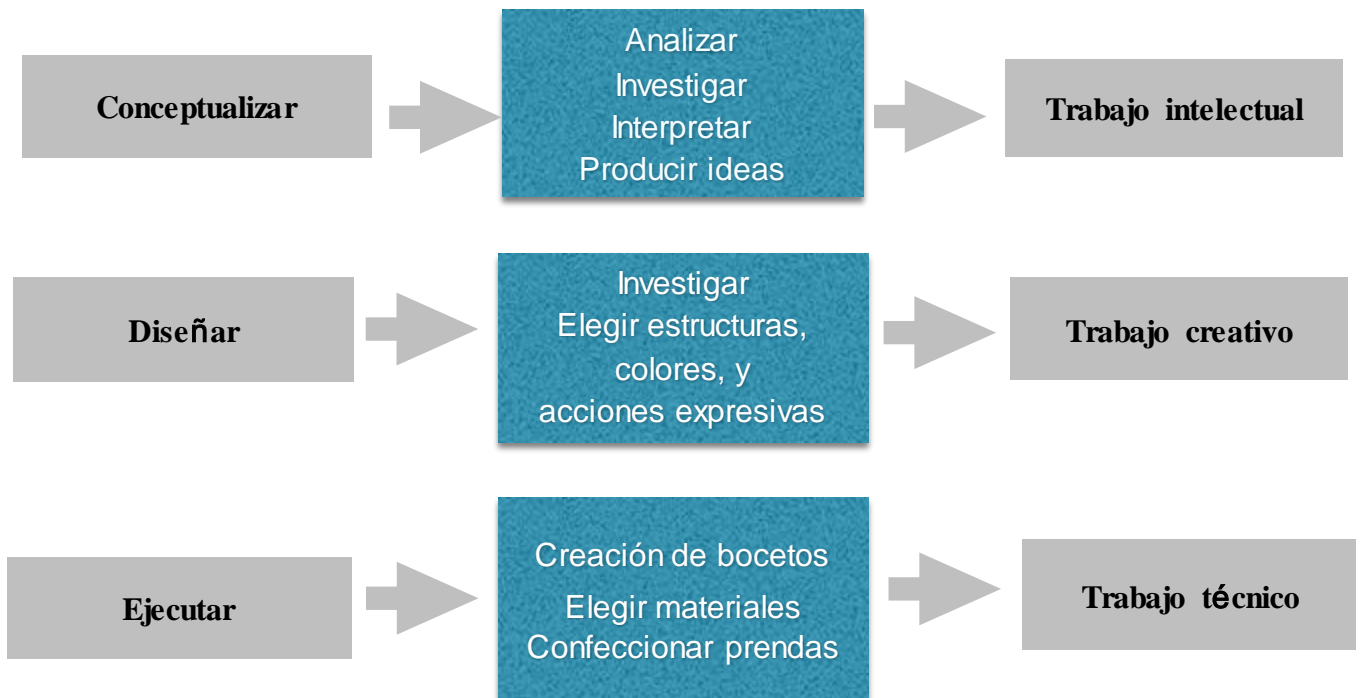 Conceptualizar
Analizar
Investigar
Interpretar
Producir ideas
Trabajo intelectual
Diseñar
Investigar
Elegir estructuras,
colores, y
acciones expresivas
Trabajo creativo
Ejecutar
Creación de bocetos
Elegir materiales
Confeccionar prendas
Trabajo técnico